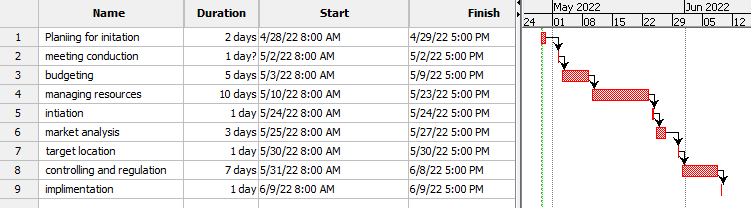 Name Duration Start Finish May 2022 Jun 2022
24 01 08 15 22 29 05 12
1 Planiing for initation 2 days 4/28/22 8:00 AM 4/29/22 5:00 PM
2 meeting conduction 1 day? 5/2/22 8:00 AM 5/2/22 5:00 PM
3 budgeting 5 days 5/3/22 8:00 AM 5/9/22 5:00 PM
4 managing resources 10 days 5/10/22 8:00 AM 5/23/22 5:00 PM
5 intiation 1 day 5/24/22 8:00 AM 5/24/22 5:00 PM
6 market analysis 3 days 5/25/22 8:00 AM 5/27/22 5:00 PM
7 target location 1 day 5/30/22 8:00 AM 5/30/22 5:00 PM
8 controlling and regulation 7 days 5/31/22 8:00 AM 6/8/22 5:00 PM
9 implimentation 1 day 6/9/22 8:00 AM 6/9/22 5:00 PM